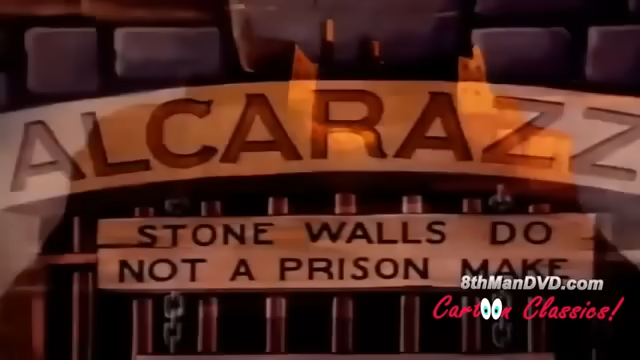 ALCARAZZ
STONE WALLS DO
NOT A PRISON MAKE
8thManDVD.com
Cartoon Classics!